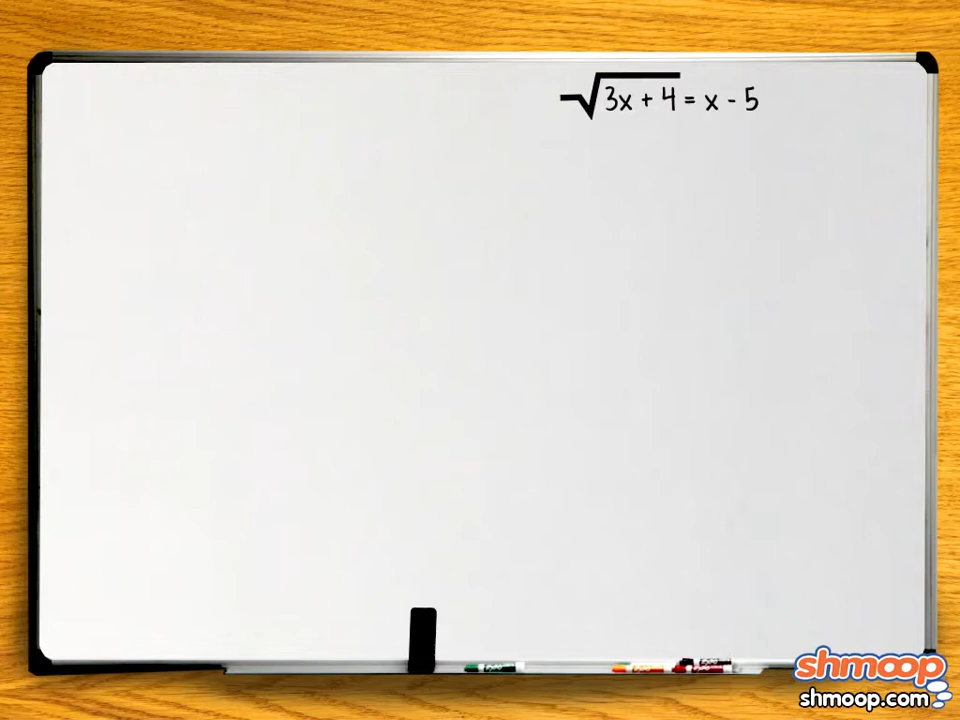 √3x + 4 = x - 5
shmoop
shmoop.com